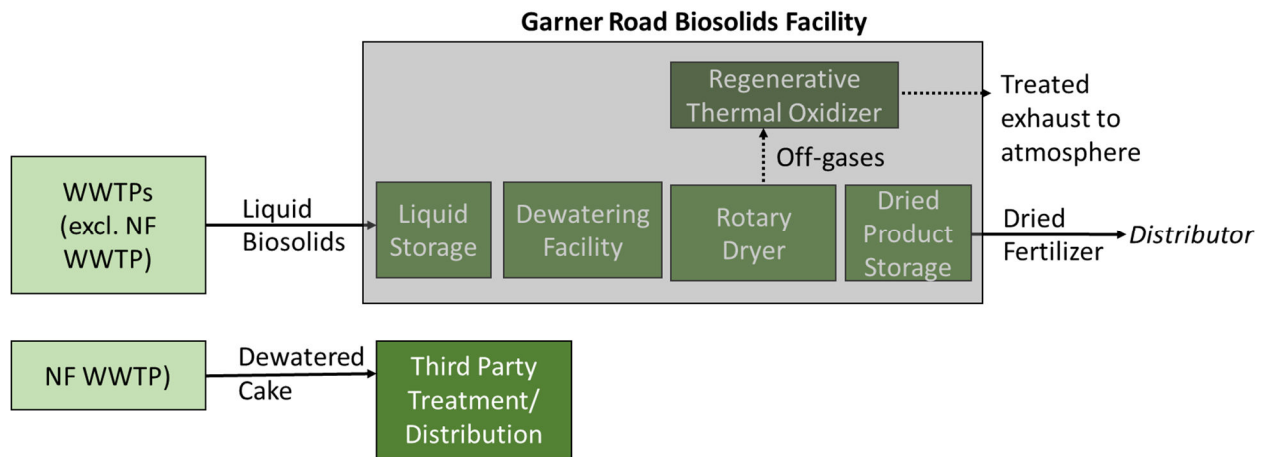 Garner Road Biosolids Facility
Regenerative
Thermal Oxidizer
Treated
exhaust to
atmosphere
Off-gases
WWTPs
(excl. NF
WWTP)
Liquid
Biosolids
Liquid
Storage
Dewatering
Facility
Rotary
Dryer
Dried
Product
Storage
Dried
Fertilizer
Distributor
NF WWTP)
Dewatered
Cake
Third Party
Treatment/
Distribution